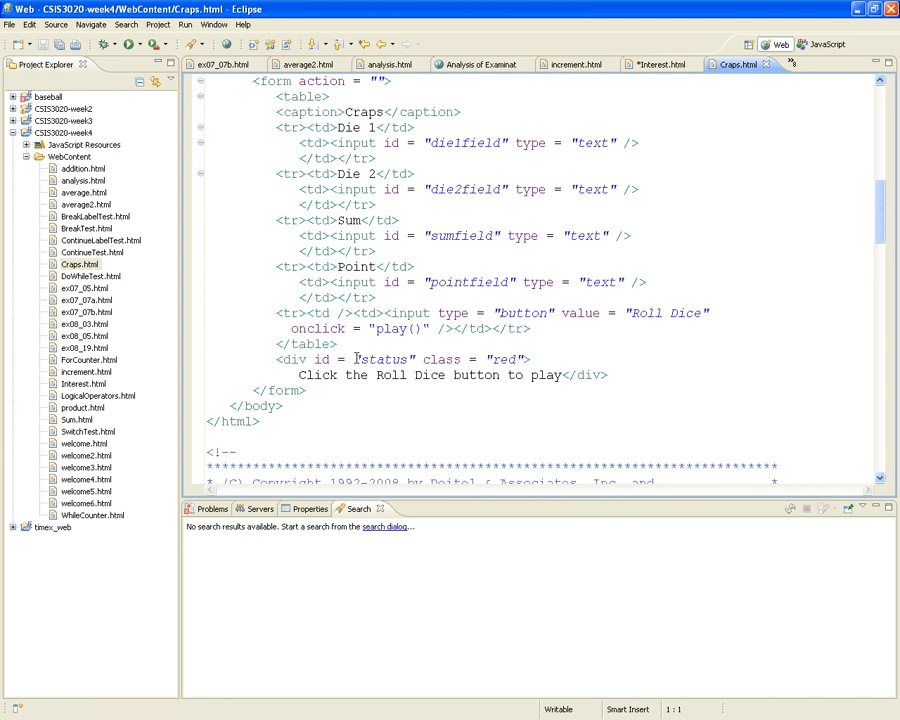 Web - CSIS3020-week4/WebContent/Craps.html - Eclipse
File Edit Source Navigate Search Project Run Window Help
Web JavaScript
Project Explorer
ex07_07b.html average2.html analysis.html Analysis of Examinat increment.html *Interest.html Craps.html »8
baseball
CSIS3020-week2
CSIS3020-week3
CSIS3020-week4
JavaScript Resources
WebContent
addition.html
analysis.html
average.html
average2.html
BreakLabelTest.html
BreakTest.html
ContinueLabelTest.html
ContinueTest.html
Craps.html
DoWhileTest.html
ex07_05.html
ex07_07a.html
ex07_07b.html
ex08_03.html
ex08_05.html
ex08_19.html
ForCounter.html
increment.html
Interest.html
LogicalOperators.html
product.html
Sum.html
SwitchTest.html
welcome.html
welcome2.html
welcome3.html
welcome4.html
welcome5.html
welcome6.html
WhileCounter.html
timex_web
<form action = "">
<table>
<caption>Craps</caption>
<tr><td>Die 1</td>
<td><input id = "die1field" type = "text" />
</td></tr>
<tr><td>Die 2</td>
<td><input id = "die2field" type = "text" />
</td></tr>
<tr><td>Sum</td>
<td><input id = "sumfield" type = "text" />
</td></tr>
<tr><td>Point</td>
<td><input id = "pointfield" type = "text" />
</td></tr>
<tr><td /><td><input type = "button" value = "Roll Dice"
onclick = "play()" /></td></tr>
</table>
<div id = "status" class = "red">
Click the Roll Dice button to play</div>
</form>
</body>
</html>
<!--
**************************************************************************
* (C) Copyright 1992-2008 by Deitel & Associates, Inc. and *
Problems Servers Properties Search
No search results available. Start a search from the search dialog...
Writable Smart Insert 1 : 1